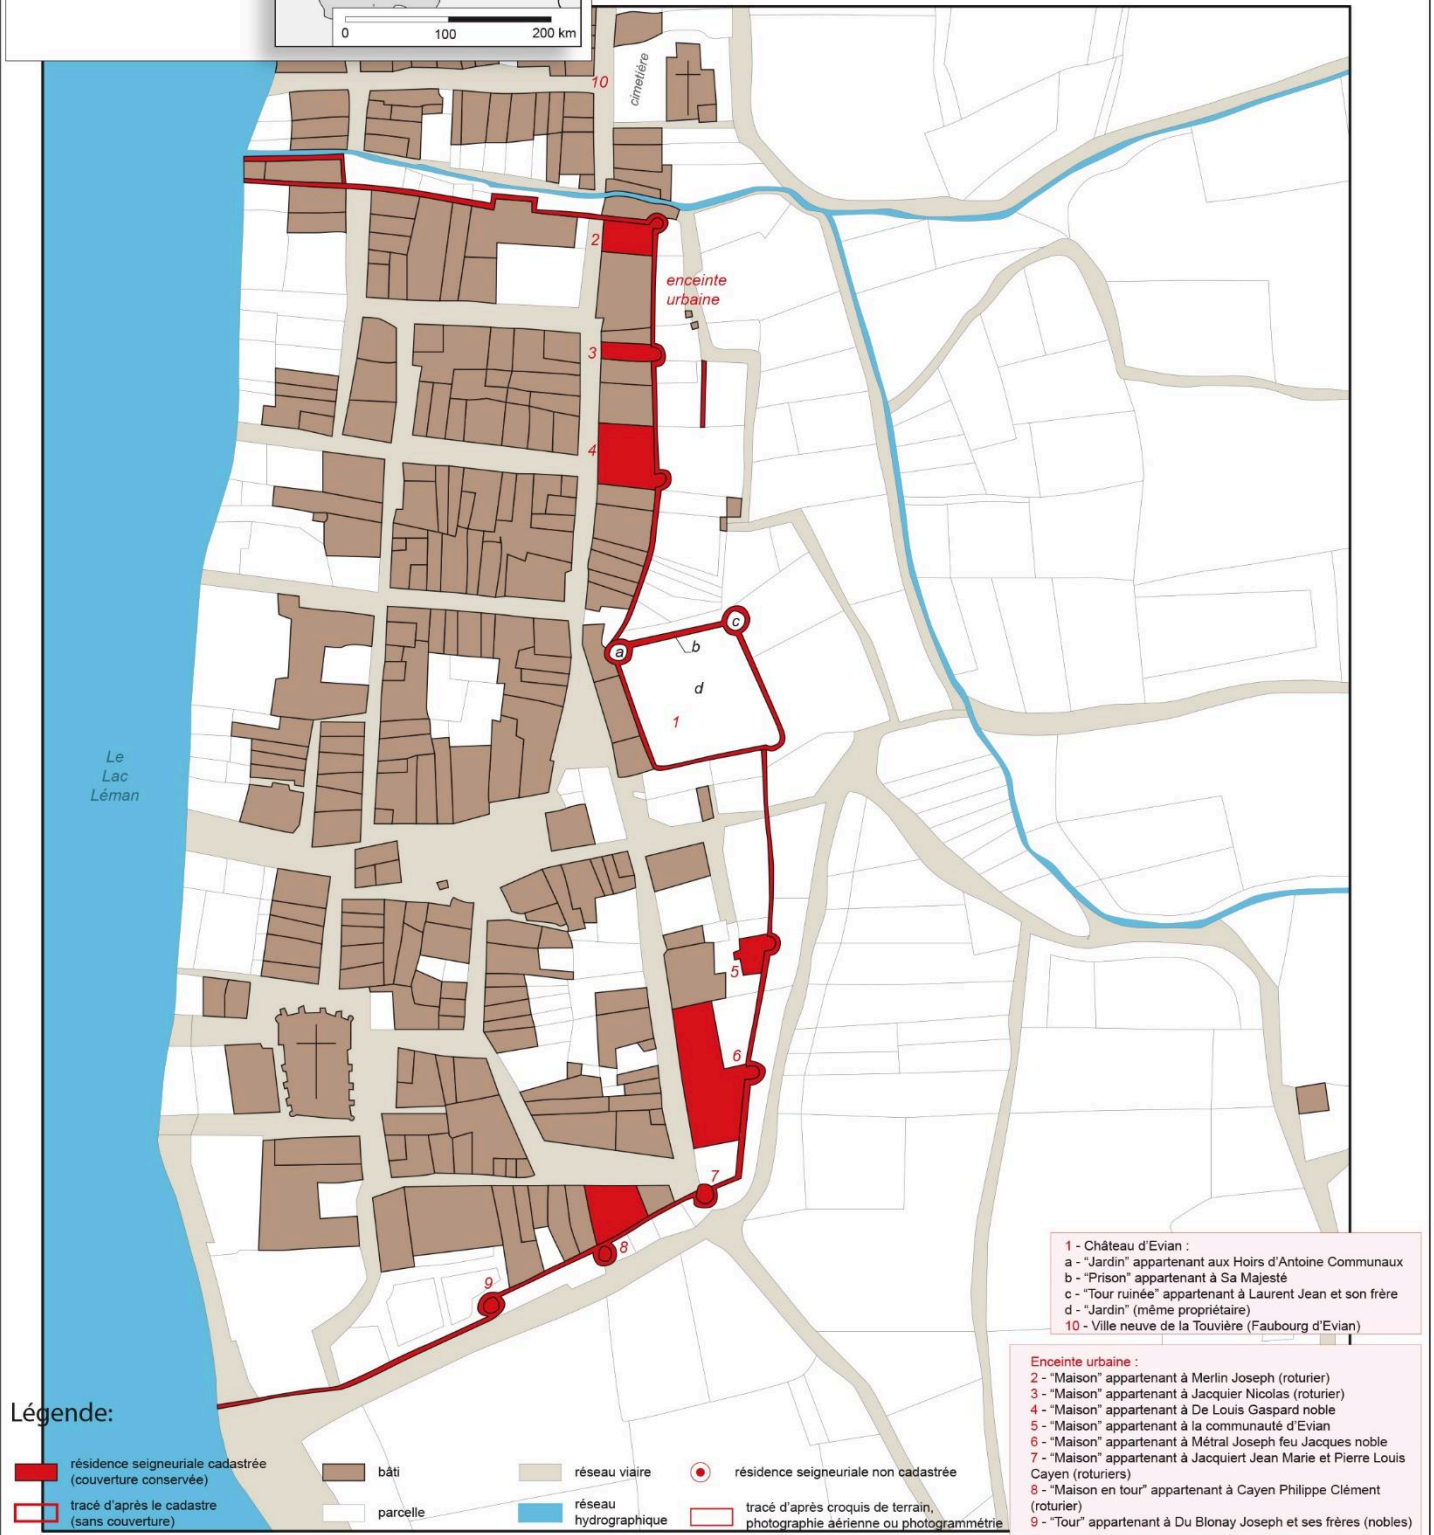 0 100 200 km
10
cimetière
2
enceinte
urbaine
3
4
a
c
b
d
1
Le
Lac
Léman
5
6
7
8
9
1 - Château d'Evian :
a - "Jardin" appartenant aux Hoirs d'Antoine Communaux
b - "Prison" appartenant à Sa Majesté
c - "Tour ruinée" appartenant à Laurent Jean et son frère
d - "Jardin" (même propriétaire)
10 - Ville neuve de la Touvière (Faubourg d'Evian)
Enceinte urbaine :
2 - "Maison" appartenant à Merlin Joseph (roturier)
3 - "Maison" appartenant à Jacquier Nicolas (roturier)
4 - "Maison" appartenant à De Louis Gaspard noble
5 - "Maison" appartenant à la communauté d'Evian
6 - "Maison" appartenant à Métral Joseph feu Jacques noble
7 - "Maison" appartenant à Jacquiert Jean Marie et Pierre Louis
Cayen (roturiers)
8 - "Maison en tour" appartenant à Cayen Philippe Clément
(roturier)
9 - "Tour" appartenant à Du Blonay Joseph et ses frères (nobles)
Légende:
résidence seigneuriale cadastrée
(couverture conservée)
tracé d'après le cadastre
(sans couverture)
bâti
parcelle
réseau viaire
réseau
hydrographique
résidence seigneuriale non cadastrée
tracé d'après croquis de terrain,
photographie aérienne ou photogrammétrie